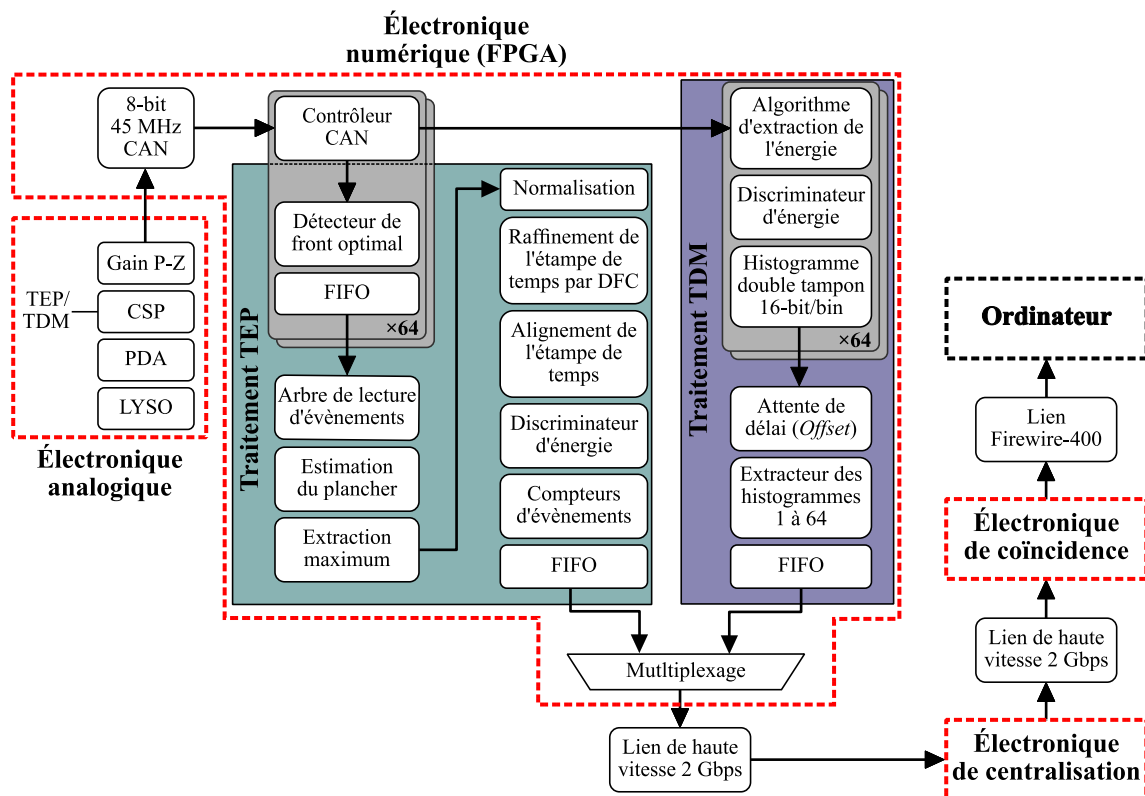 Électronique
numérique (FPGA)
8-bit
45 MHz
CAN
Contrôleur
CAN
Détecteur de
front optimal
FIFO
×64
Arbre de lecture
d'évènements
Estimation
du plancher
Extraction
maximum
Traitement TEP
Normalisation
Raffinement de
l'étampe de
temps par DFC
Alignement de
l'étampe de
temps
Discriminateur
d'énergie
Compteurs
d'évènements
FIFO
Traitement TDM
Algorithme
d'extraction de
l'énergie
Discriminateur
d'énergie
Histogramme
double tampon
16-bit/bin
×64
Attente de
délai (Offset)
Extracteur des
histogrammes
1 à 64
FIFO
Gain P-Z
TEP/
TDM
CSP
PDA
LYSO
Électronique
analogique
Mutltiplexage
Lien de haute
vitesse 2 Gbps
Électronique
de centralisation
Lien de haute
vitesse 2 Gbps
Électronique
de coïncidence
Lien
Firewire-400
Ordinateur